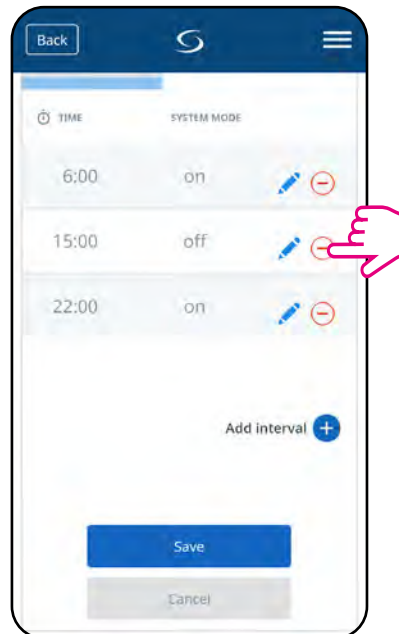 Back
TIME SYSTEM MODE
6:00 on
15:00 off
22:00 on
Add interval
Save
Cancel